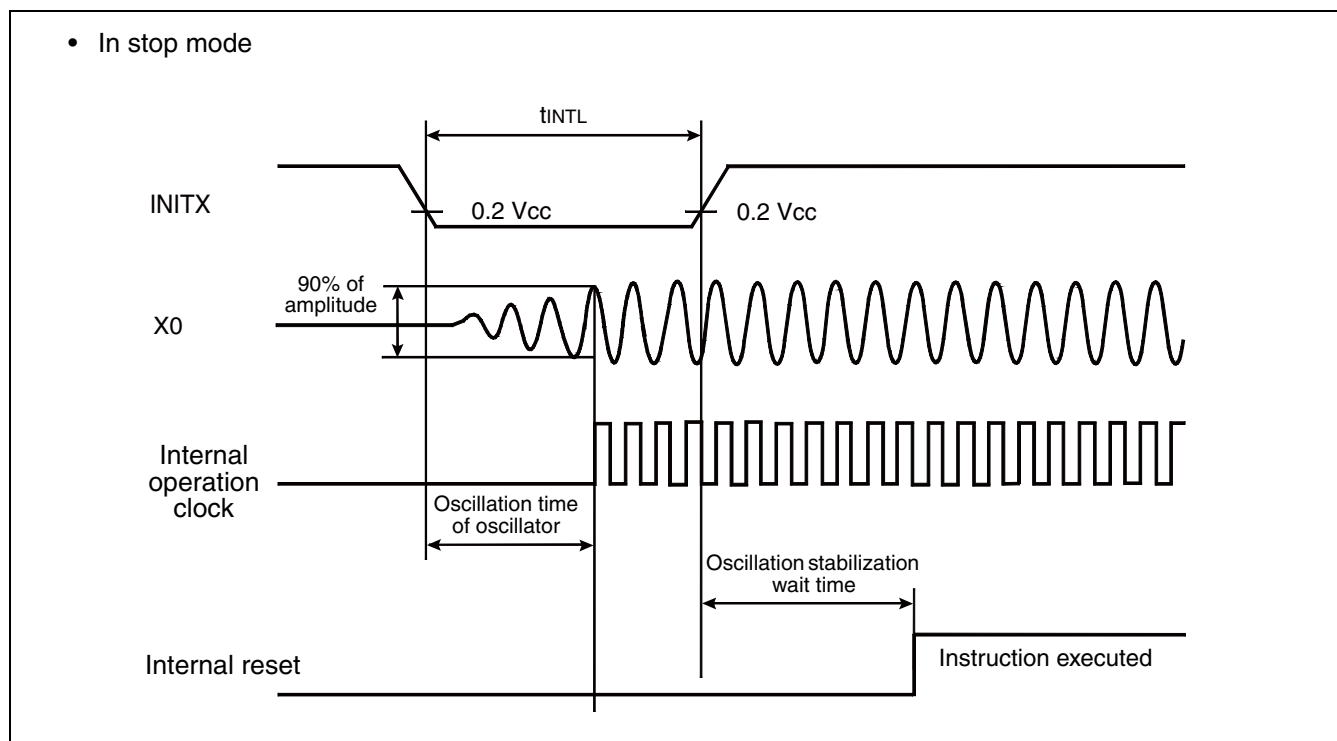 • In stop mode
tINTL
INITX
0.2 Vcc
0.2 Vcc
90% of
amplitude
X0
Internal
operation
clock
Oscillation time
of oscillator
Oscillation stabilization
wait time
Internal reset
Instruction executed